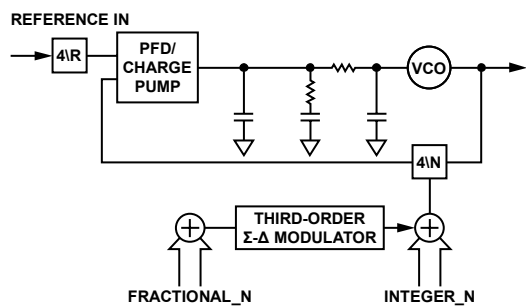 REFERENCE IN
4\R
PFD/
CHARGE
PUMP
VCO
4\N
THIRD-ORDER
Σ-Δ MODULATOR
FRACTIONAL_N
INTEGER_N